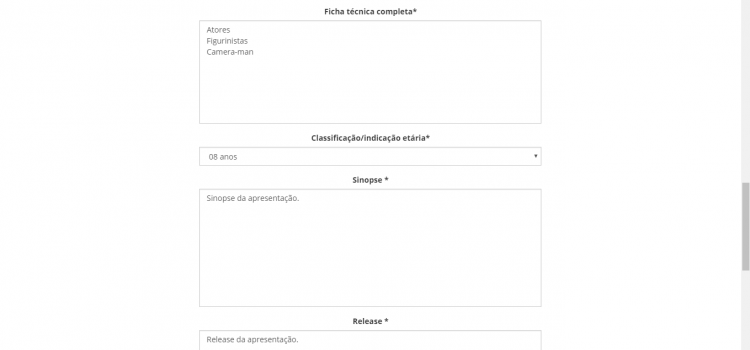 Ficha técnica completa*
Atores
Figurinistas
Camera-man
Classificação/indicação etária*
08 anos
Sinopse *
Sinopse da apresentação.
Release *
Release da apresentação.